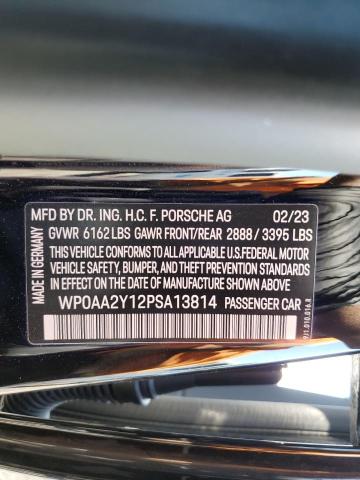 MFD BY DR. ING. H.C. F. PORSCHE AG 02/23
GVWR 6162 LBS GAWR FRONT/REAR 2888/ 3395 LBS
THIS VEHICLE CONFORMS TO ALL APPLICABLE U.S.FEDERAL MOTOR
VEHICLE SAFETY, BUMPER, AND THEFT PREVENTION STANDARDS
IN EFFECT ON THE DATE OF MANUFACTURE SHOWN ABOVE.
WP0AA2Y12PSA13814 PASSENGER CAR
MADE IN GERMANY